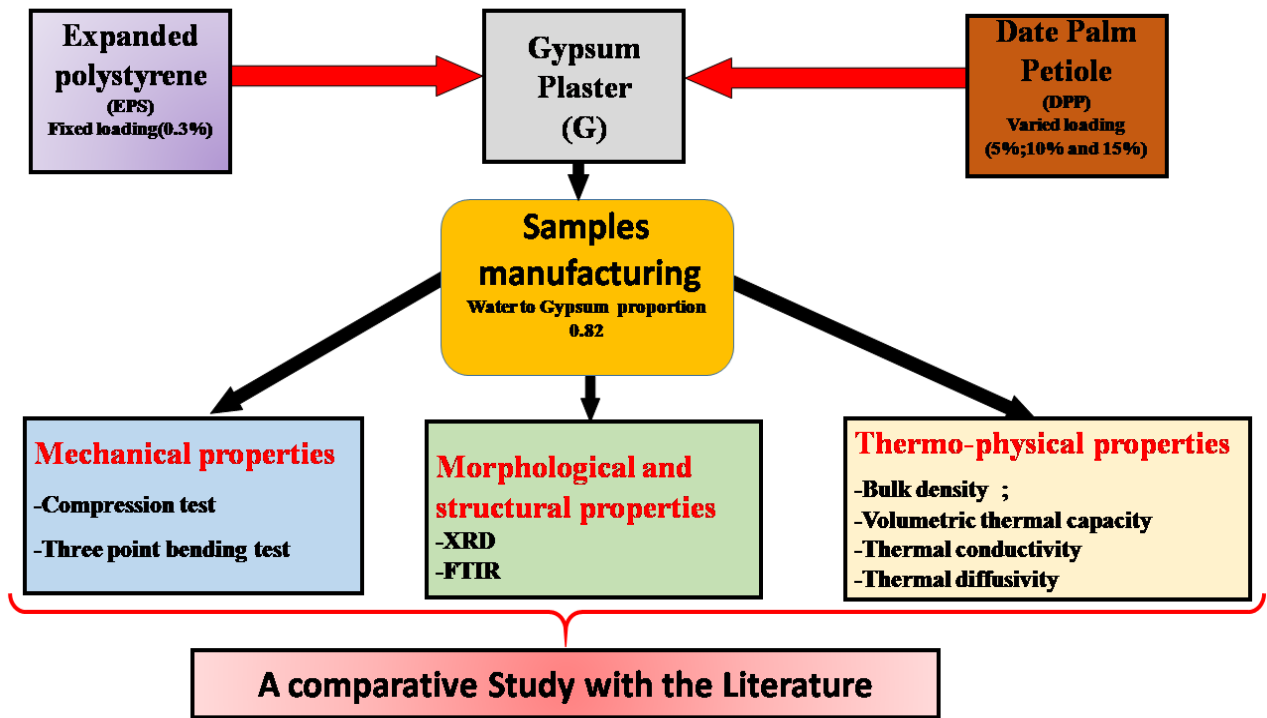 Expanded
polystyrene
(EPS)
Fixed loading(0.3%)
Gypsum
Plaster
(G)
Date Palm
Petiole
(DPP)
Varied loading
(5%;10% and 15%)
Samples
manufacturing
Water to Gypsum proportion
0.82
Mechanical properties
-Compression test
-Three point bending test
Morphological and
structural properties
-XRD
-FTIR
Thermo-physical properties
-Bulk density ;
-Volumetric thermal capacity
-Thermal conductivity
-Thermal diffusivity
A comparative Study with the Literature